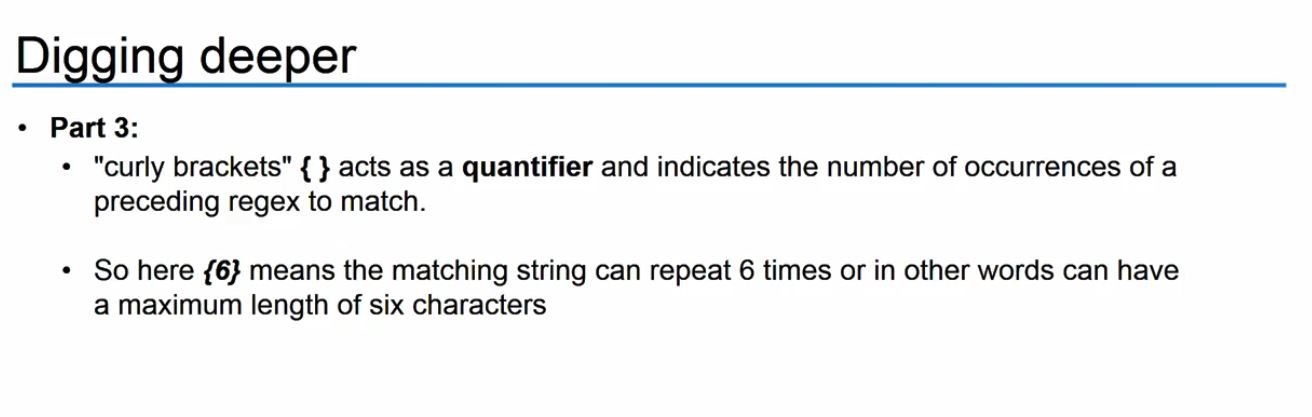 Digging deeper
• Part 3:
• "curly brackets" { } acts as a quantifier and indicates the number of occurrences of a
preceding regex to match.
• So here {6} means the matching string can repeat 6 times or in other words can have
a maximum length of six characters